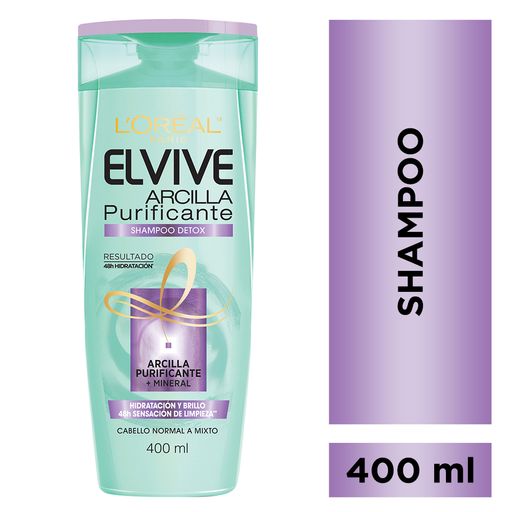 L'ORÉAL
PARIS
ELVIVE
ARCILLA
Purificante
SHAMPOO DETOX
RESULTADO
48h HIDRATACIÓN*
ARCILLA
PURIFICANTE
+ MINERAL
HIDRATACIÓN Y BRILLO
48h SENSACIÓN DE LIMPIEZA**
CABELLO NORMAL A MIXTO
400 ml
SHAMPOO
400 ml